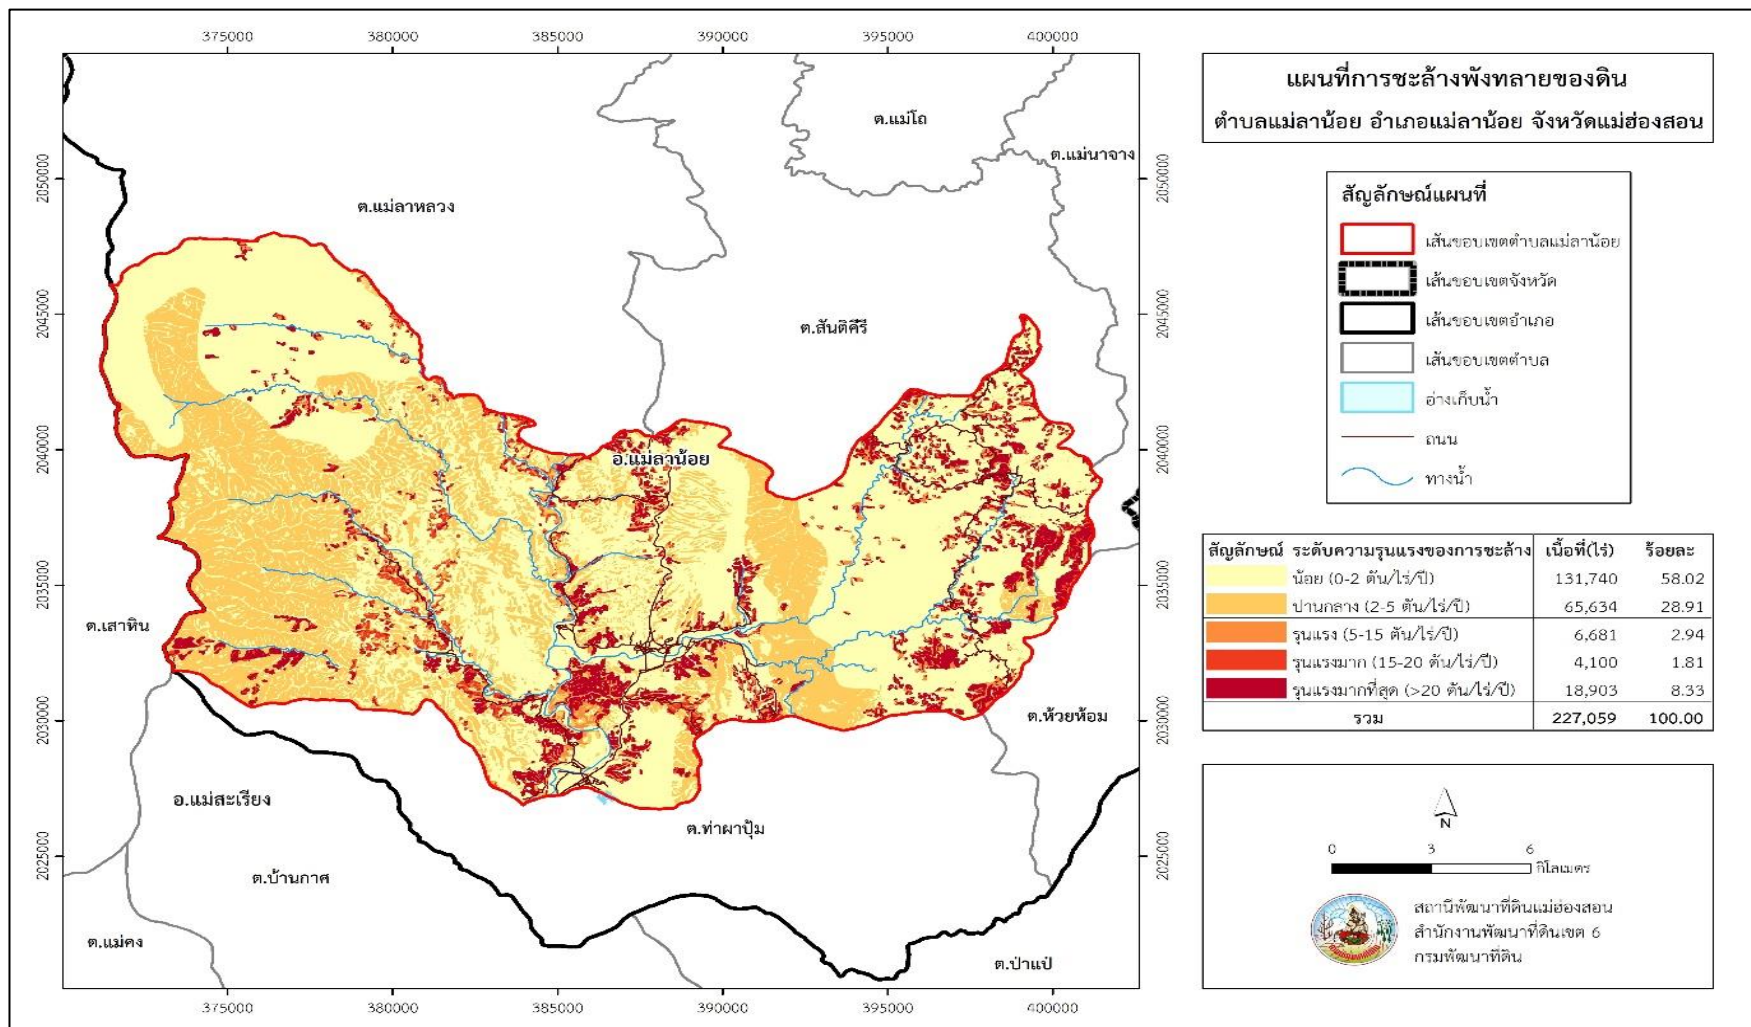 375000 380000 385000 390000 395000 400000
แผนที่การชะล้างพังทลายของดิน
ตำบลแม่ลาน้อย อำเภอแม่ลาน้อย จังหวัดแม่ฮ่องสอน
ต.แม่โถ
ต.แม่นาจาง
2050000 2050000
ต.แม่ลาหลวง
สัญลักษณ์แผนที่
เส้นขอบเขตตำบลแม่ลาน้อย
เส้นขอบเขตจังหวัด
เส้นขอบเขตอำเภอ
เส้นขอบเขตตำบล
อ่างเก็บน้ำ
ถนน
ทางน้ำ
2045000 2045000
ต.สันติคีรี
2040000 2040000
อ.แม่ลาน้อย
สัญลักษณ์ ระดับความรุนแรงของการชะล้าง เนื้อที่(ไร่) ร้อยละ
น้อย (0-2 ตัน/ไร่/ปี) 131,740 58.02
ปานกลาง (2-5 ตัน/ไร่/ปี) 65,634 28.91
รุนแรง (5-15 ตัน/ไร่/ปี) 6,681 2.94
รุนแรงมาก (15-20 ตัน/ไร่/ปี) 4,100 1.81
รุนแรงมากที่สุด (>20 ตัน/ไร่/ปี) 18,903 8.33
รวม 227,059 100.00
2035000 2035000
ต.เสาหิน
2030000 2030000
ต.ห้วยห้อม
อ.แม่สะเรียง
ต.ท่าผาปุ้ม
2025000 2025000
ต.บ้านกาศ
ต.แม่คง
ต.ป่าแป๋
N
0 3 6
กิโลเมตร
สถานีพัฒนาที่ดินแม่ฮ่องสอน
สำนักงานพัฒนาที่ดินเขต 6
กรมพัฒนาที่ดิน
375000 380000 385000 390000 395000 400000